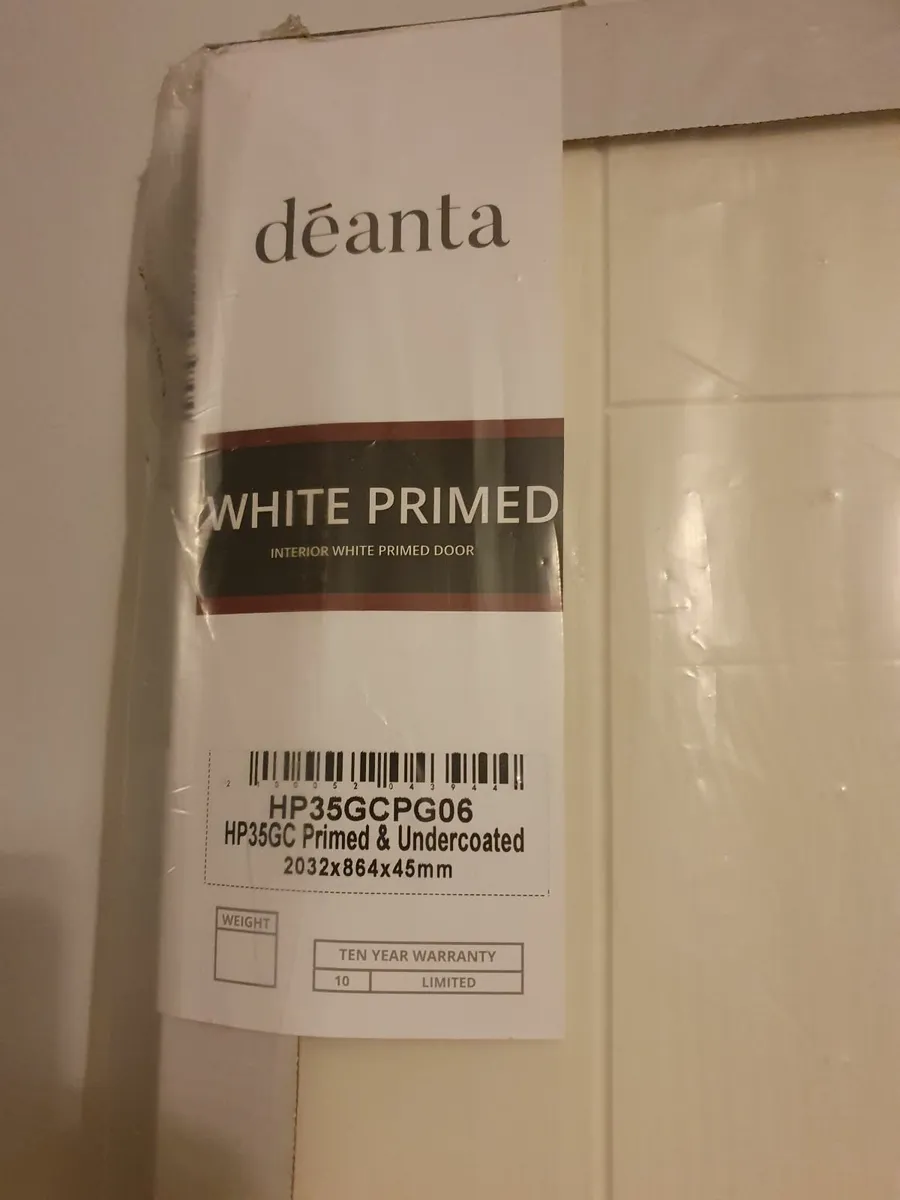 dēanta
WHITE PRIMED
INTERIOR WHITE PRIMED DOOR
HP35GCPG06
HP35GC Primed & Undercoated
2032x864x45mm
WEIGHT
TEN YEAR WARRANTY
10 LIMITED